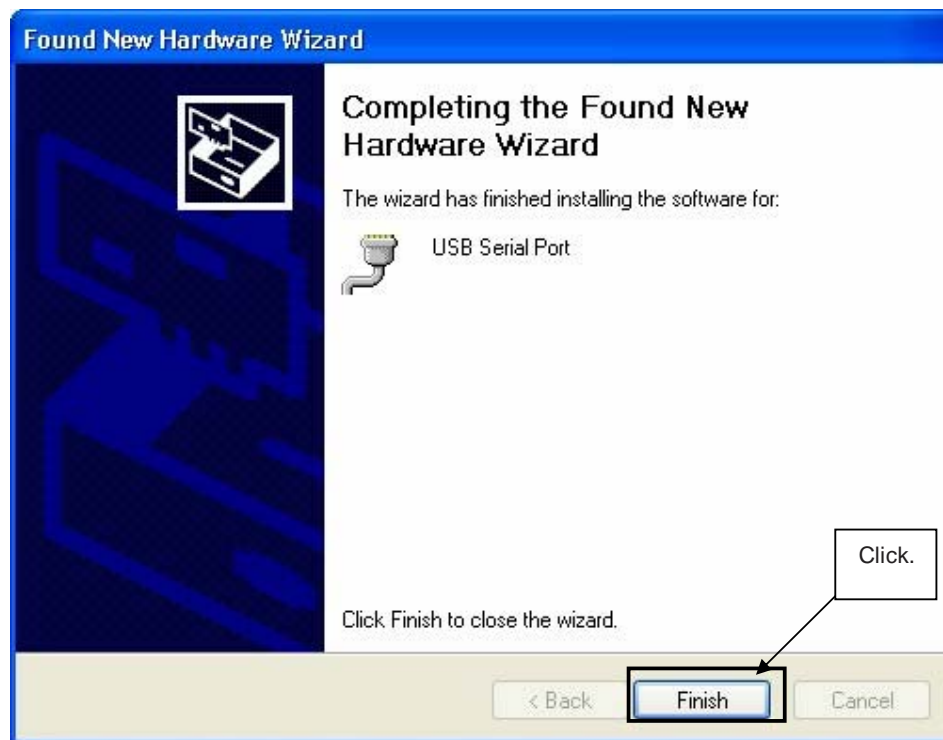 Found New Hardware Wizard
Completing the Found New
Hardware Wizard
The wizard has finished installing the software for:
USB Serial Port
Click.
Click Finish to close the wizard.
< Back
Finish
Cancel